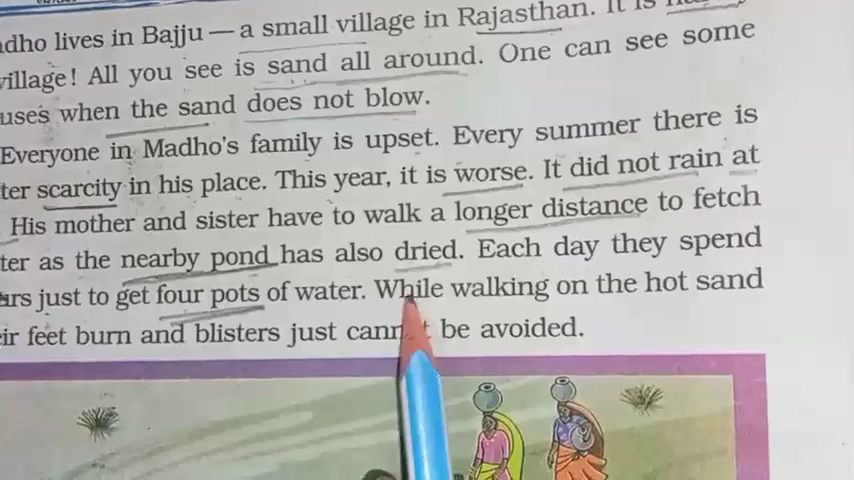 dho lives in Bajju — a small village in Rajasthan. It is
village! All you see is sand all around. One can see some
uses when the sand does not blow.
Everyone in Madho's family is upset. Every summer there is
ter scarcity in his place. This year, it is worse. It did not rain at
His mother and sister have to walk a longer distance to fetch
ter as the nearby pond has also dried. Each day they spend
urs just to get four pots of water. While walking on the hot sand
eir feet burn and blisters just be avoided.